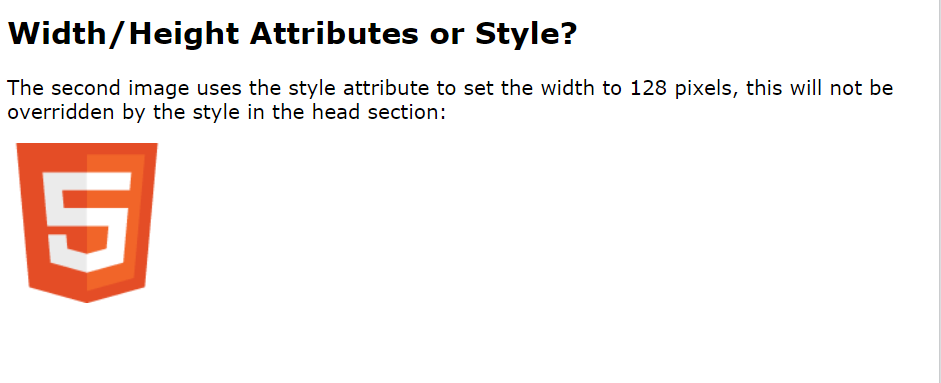 Width/Height Attributes or Style?
The second image uses the style attribute to set the width to 128 pixels, this will not be
overridden by the style in the head section:
5